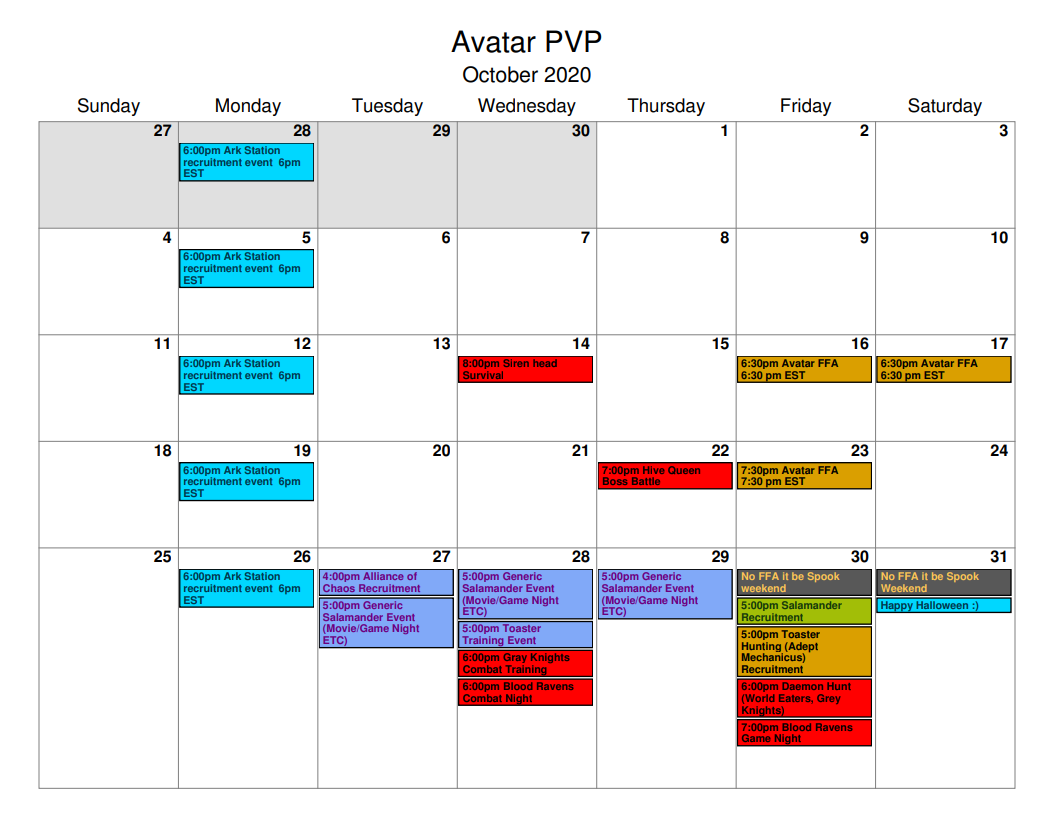 Avatar PVP
October 2020
Sunday Monday Tuesday Wednesday Thursday Friday Saturday
27 28 29 30 1 2 3
6:00pm Ark Station
recruitment event 6pm
EST
4 5 6 7 8 9 10
6:00pm Ark Station
recruitment event 6pm
EST
11 12 13 14 15 16 17
6:00pm Ark Station
recruitment event 6pm
EST
8:00pm Siren head
Survival
6:30pm Avatar FFA
6:30 pm EST
6:30pm Avatar FFA
6:30 pm EST
18 19 20 21 22 23 24
6:00pm Ark Station
recruitment event 6pm
EST
7:00pm Hive Queen
Boss Battle
7:30pm Avatar FFA
7:30 pm EST
25 26 27 28 29 30 31
6:00pm Ark Station
recruitment event 6pm
EST
4:00pm Alliance of
Chaos Recruitment
5:00pm Generic
Salamander Event
(Movie/Game Night
ETC)
5:00pm Generic
Salamander Event
(Movie/Game Night
ETC)
5:00pm Toaster
Training Event
6:00pm Gray Knights
Combat Training
6:00pm Blood Ravens
Combat Night
5:00pm Generic
Salamander Event
(Movie/Game Night
ETC)
No FFA it be Spook
weekend
5:00pm Salamander
Recruitment
5:00pm Toaster
Hunting (Adept
Mechanicus)
Recruitment
6:00pm Daemon Hunt
(World Eaters, Grey
Knights)
7:00pm Blood Ravens
Game Night
No FFA it be Spook
Weekend
Happy Halloween :)